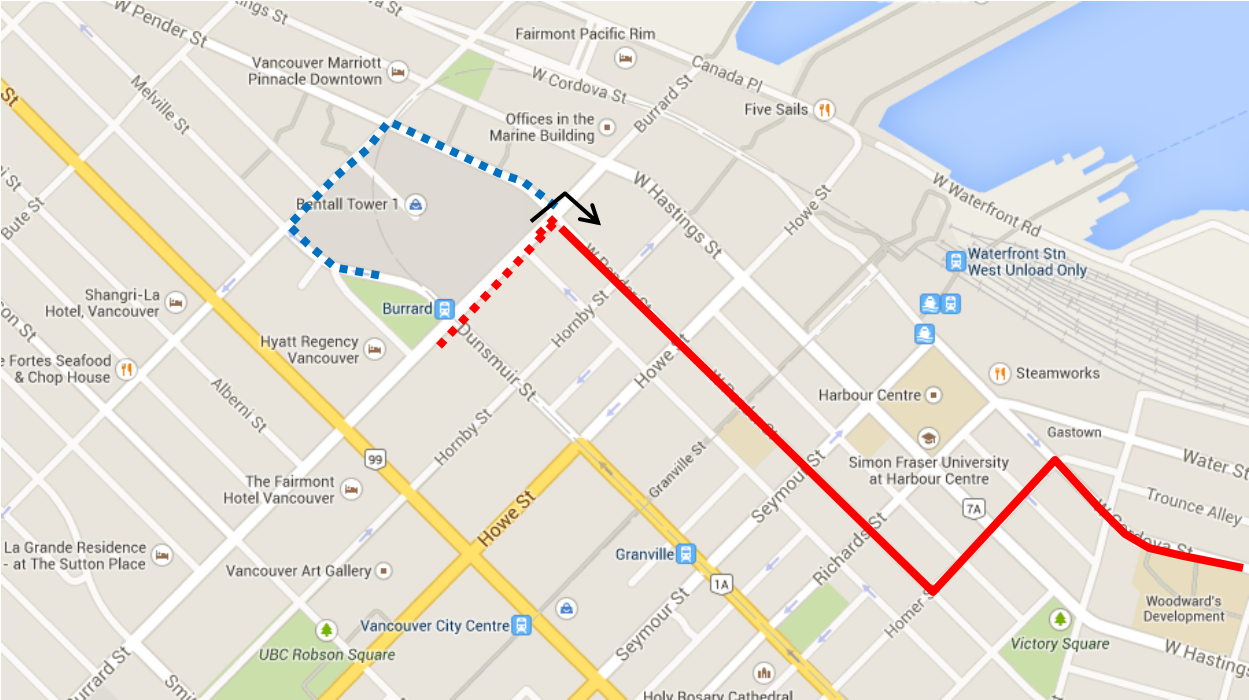 W Pender St
Kings St
Fairmont Pacific Rim
Vancouver Marriott
Pinnacle Downtown
W Cordova St
Canada Pl
St
Melville St
Burrard St
Five Sails
Offices in the
Marine Building
W Hastings St
W Waterfront Rd
Bute St
Bentall Tower 1
Howe St
Waterfront Stn
West Unload Only
Shangri-La
Hotel, Vancouver
Burrard
Hornby St
Hyatt Regency
Vancouver
Dunsmuir St
Howe St
e Fortes Seafood
& Chop House
Alberni St
Steamworks
Harbour Centre
Hornby St
Gastown
99
Granville St
Simon Fraser University
at Harbour Centre
Water St
Seymour St
The Fairmont
Hotel Vancouver
Trounce Alley
7A
Howe St
W Cordova St
Richards St
La Grande Residence
- at The Sutton Place
Granville
Vancouver Art Gallery
1A
Woodward's
Development
Homer S
Vancouver City Centre
Seymour St
Victory Square
UBC Robson Square
W Hastings
Burrard St
Smi
Holy Rosary Cathedral